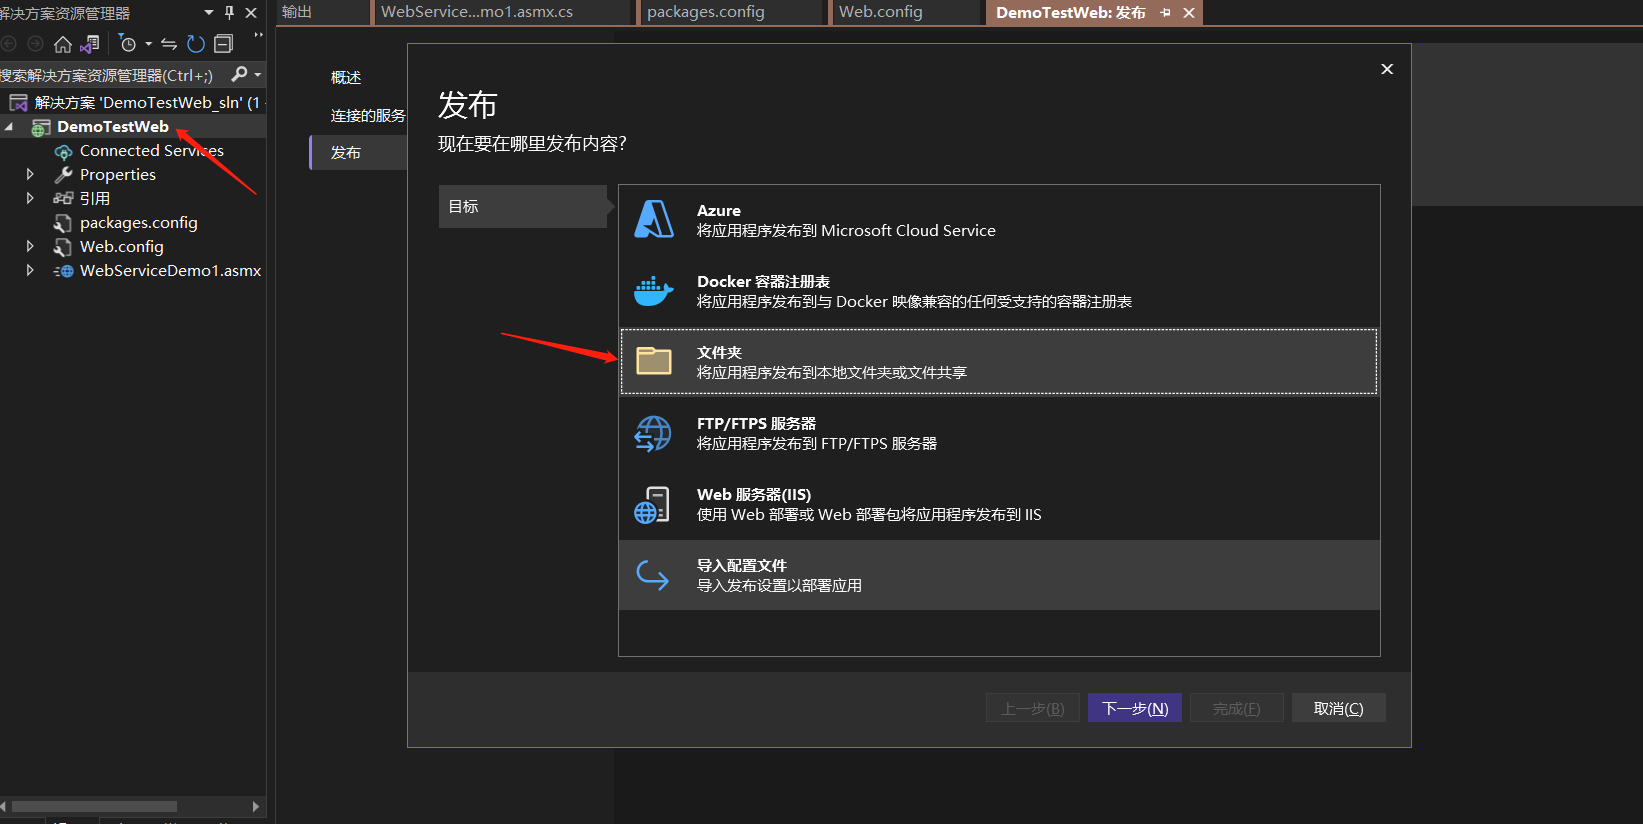 解决方案资源管理器
搜索解决方案资源管理器(Ctrl+;)
解决方案 'DemoTestWeb_sln' (1
DemoTestWeb
Connected Services
Properties
引用
packages.config
Web.config
WebServiceDemo1.asmx
输出
WebService...mo1.asmx.cs
packages.config
Web.config
DemoTestWeb: 发布
概述
连接的服务
发布
发布
现在要在哪里发布内容?
目标
Azure
将应用程序发布到 Microsoft Cloud Service
Docker 容器注册表
将应用程序发布到与 Docker 映像兼容的任何受支持的容器注册表
文件夹
将应用程序发布到本地文件夹或文件共享
FTP/FTPS 服务器
将应用程序发布到 FTP/FTPS 服务器
Web 服务器(IIS)
使用 Web 部署或 Web 部署包将应用程序发布到 IIS
导入配置文件
导入发布设置以部署应用
上一步(B)
下一步(N)
完成(F)
取消(C)